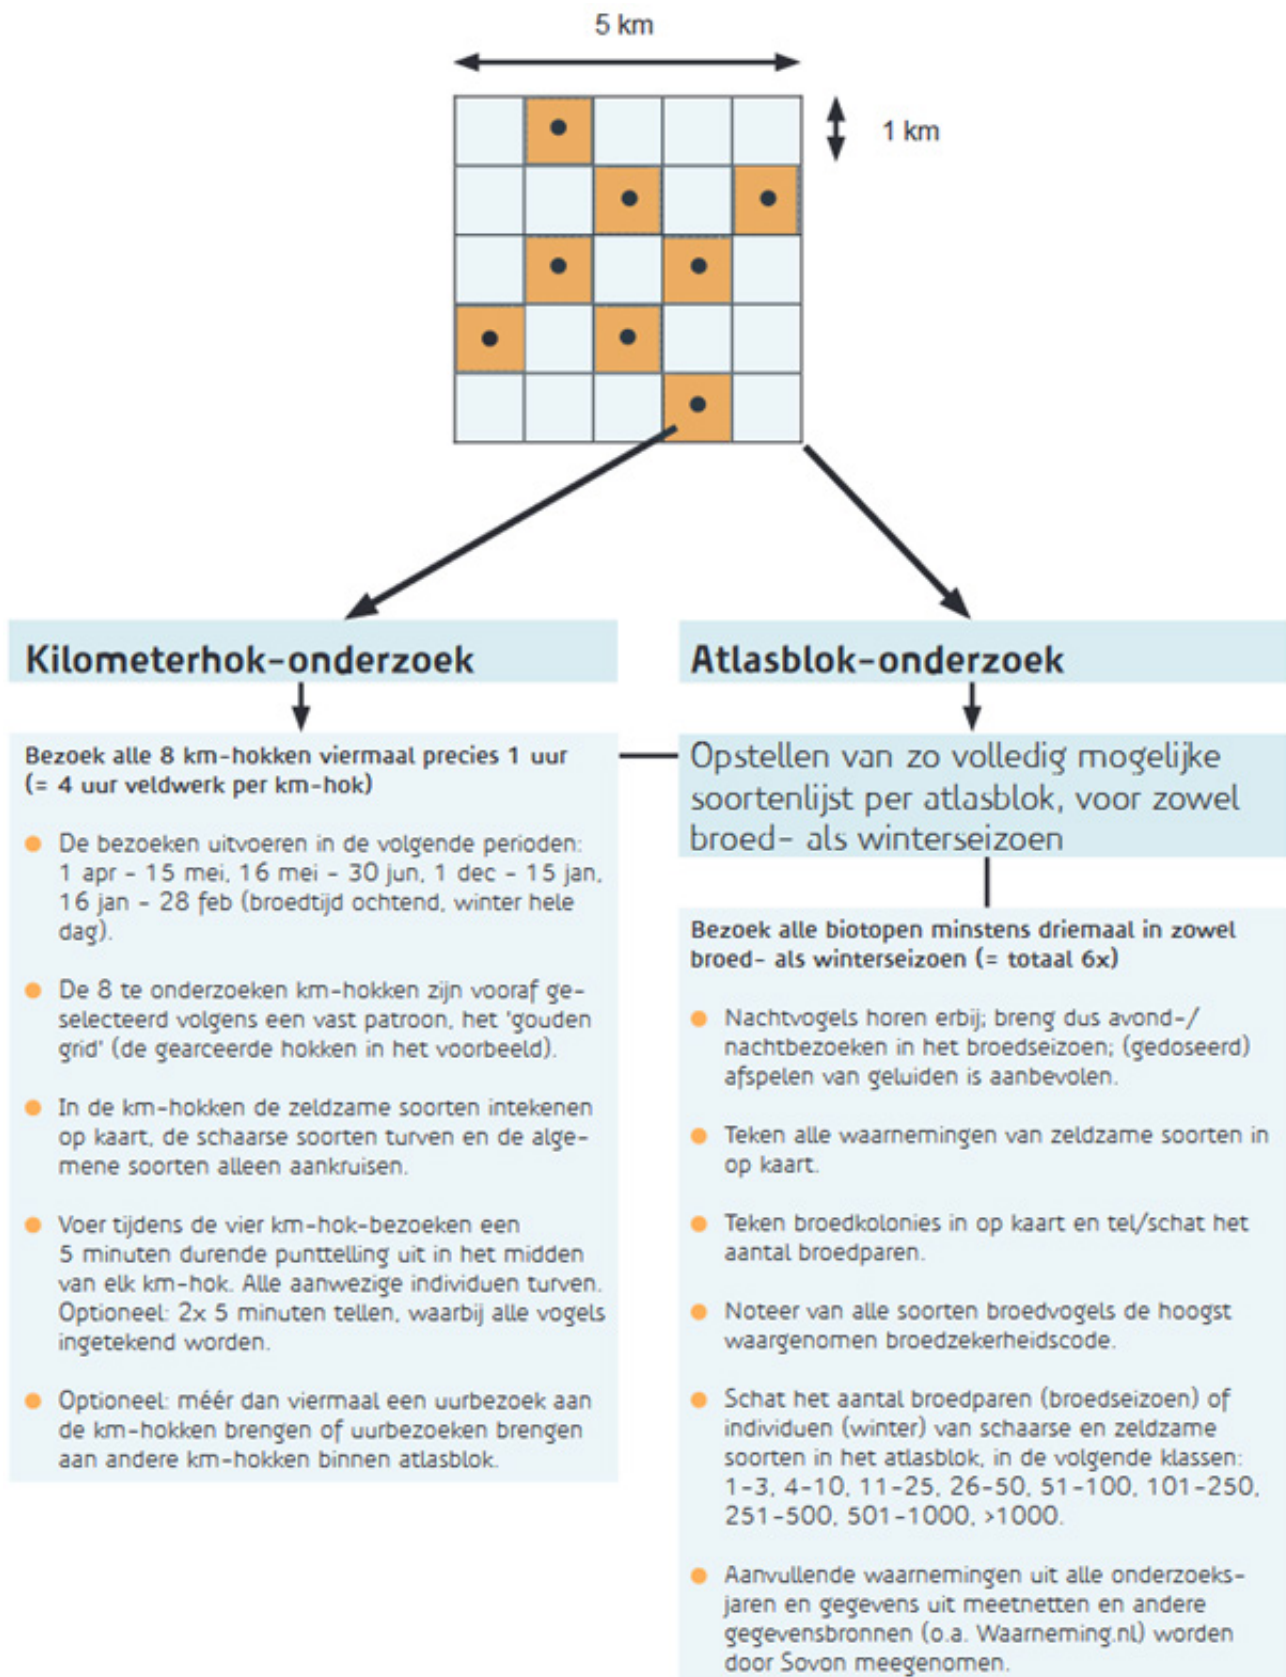 5 km
1 km
Kilometerhok-onderzoek
Bezoek alle 8 km-hokken viermaal precies 1 uur
(= 4 uur veldwerk per km-hok)
De bezoeken uitvoeren in de volgende perioden:
1 apr - 15 mei, 16 mei - 30 jun, 1 dec - 15 jan,
16 jan - 28 feb (broedtijd ochtend, winter hele
dag).
De 8 te onderzoeken km-hokken zijn vooraf ge-
selecteerd volgens een vast patroon, het 'gouden
grid' (de gearceerde hokken in het voorbeeld).
In de km-hokken de zeldzame soorten intekenen
op kaart, de schaarse soorten turven en de alge-
mene soorten alleen aankruisen.
Voer tijdens de vier km-hok-bezoeken een
5 minuten durende punttelling uit in het midden
van elk km-hok. Alle aanwezige individuen turven.
Optioneel: 2x 5 minuten tellen, waarbij alle vogels
ingetekend worden.
Optioneel: méér dan viermaal een uurbezoek aan
de km-hokken brengen of uurbezoeken brengen
aan andere km-hokken binnen atlasblok.
Atlasblok-onderzoek
Opstellen van zo volledig mogelijke
soortenlijst per atlasblok, voor zowel
broed- als winterseizoen
Bezoek alle biotopen minstens driemaal in zowel
broed- als winterseizoen (= totaal 6x)
Nachtvogels horen erbij; breng dus avond-/
nachtbezoeken in het broedseizoen; (gedoseerd)
afspelen van geluiden is aanbevolen.
Teken alle waarnemingen van zeldzame soorten in
op kaart.
Teken broedkolonies in op kaart en tel/schat het
aantal broedparen.
Noteer van alle soorten broedvogels de hoogst
waargenomen broedzekerheidscode.
Schat het aantal broedparen (broedseizoen) of
individuen (winter) van schaarse en zeldzame
soorten in het atlasblok, in de volgende klassen:
1-3, 4-10, 11-25, 26-50, 51-100, 101-250,
251-500, 501-1000, >1000.
Aanvullende waarnemingen uit alle onderzoeks-
jaren en gegevens uit meetnetten en andere
gegevensbronnen (o.a. Waarneming.nl) worden
door Sovon meegenomen.